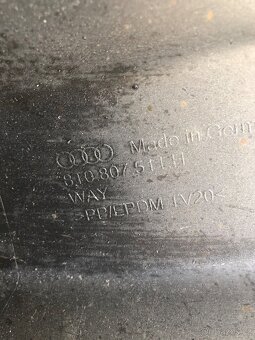 Made in Germ
8T0 807 511 H
WAY
>PP/EPDM TV20<